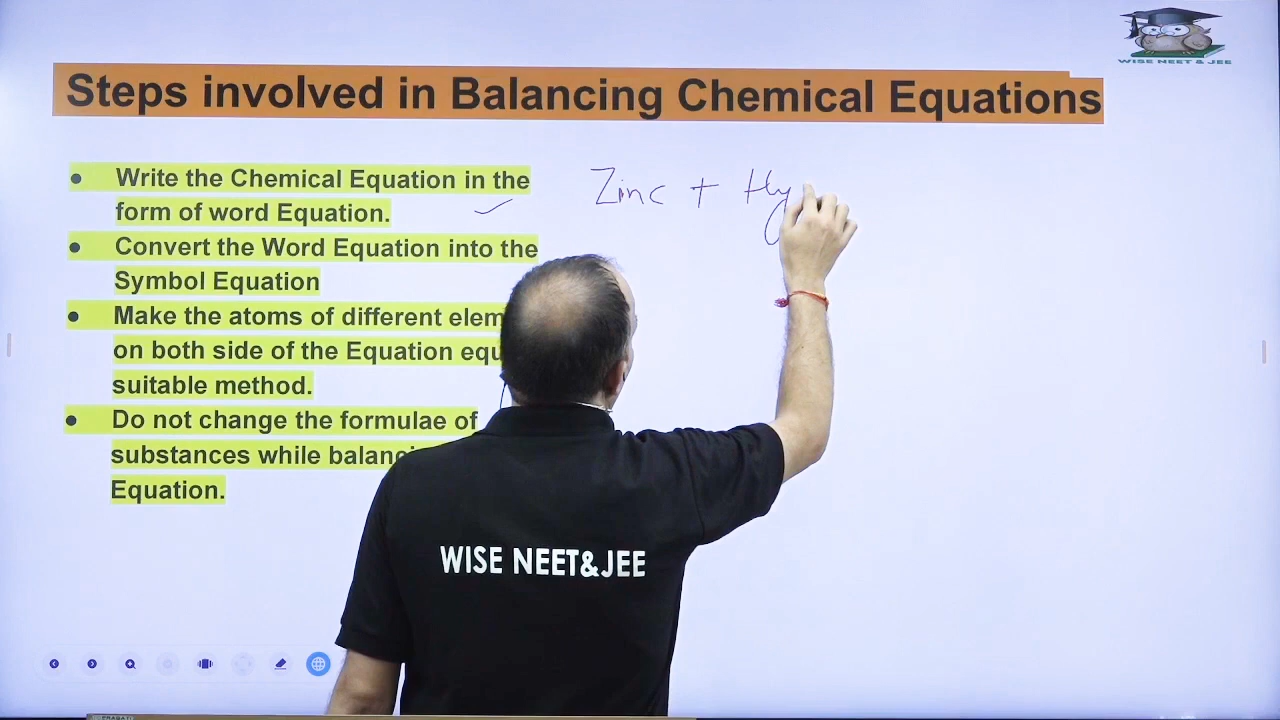 WISE NEET & JEE
Steps involved in Balancing Chemical Equations
• Write the Chemical Equation in the
form of word Equation.
Zinc + Hy
• Convert the Word Equation into the
Symbol Equation
• Make the atoms of different elem
on both side of the Equation equ
suitable method.
• Do not change the formulae of
substances while balanci
Equation.
WISE NEET&JEE